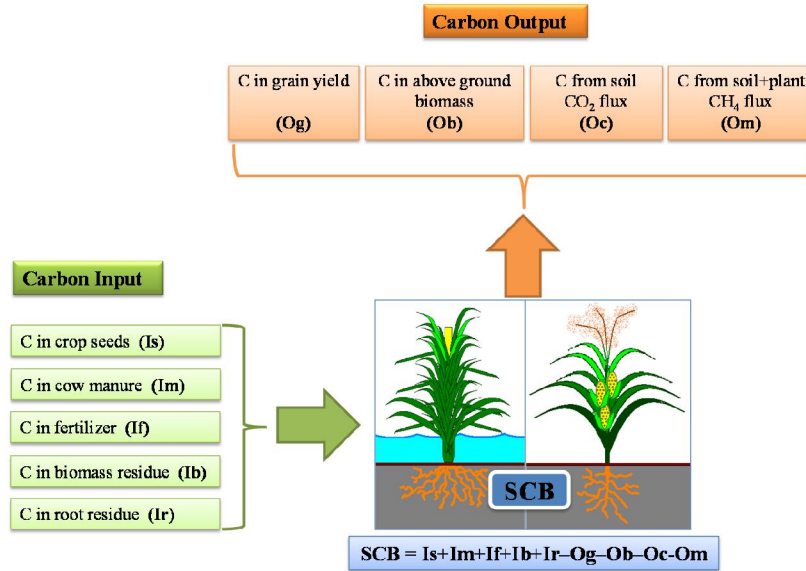 Carbon Output
C in grain yield
(Og)
C in above ground
biomass
(Ob)
C from soil
CO₂ flux
(Oc)
C from soil+plant
CH₄ flux
(Om)
Carbon Input
C in crop seeds (Is)
C in cow manure (Im)
C in fertilizer (If)
C in biomass residue (Ib)
C in root residue (Ir)
SCB
SCB = Is+Im+If+Ib+Ir–Og–Ob–Oc-Om